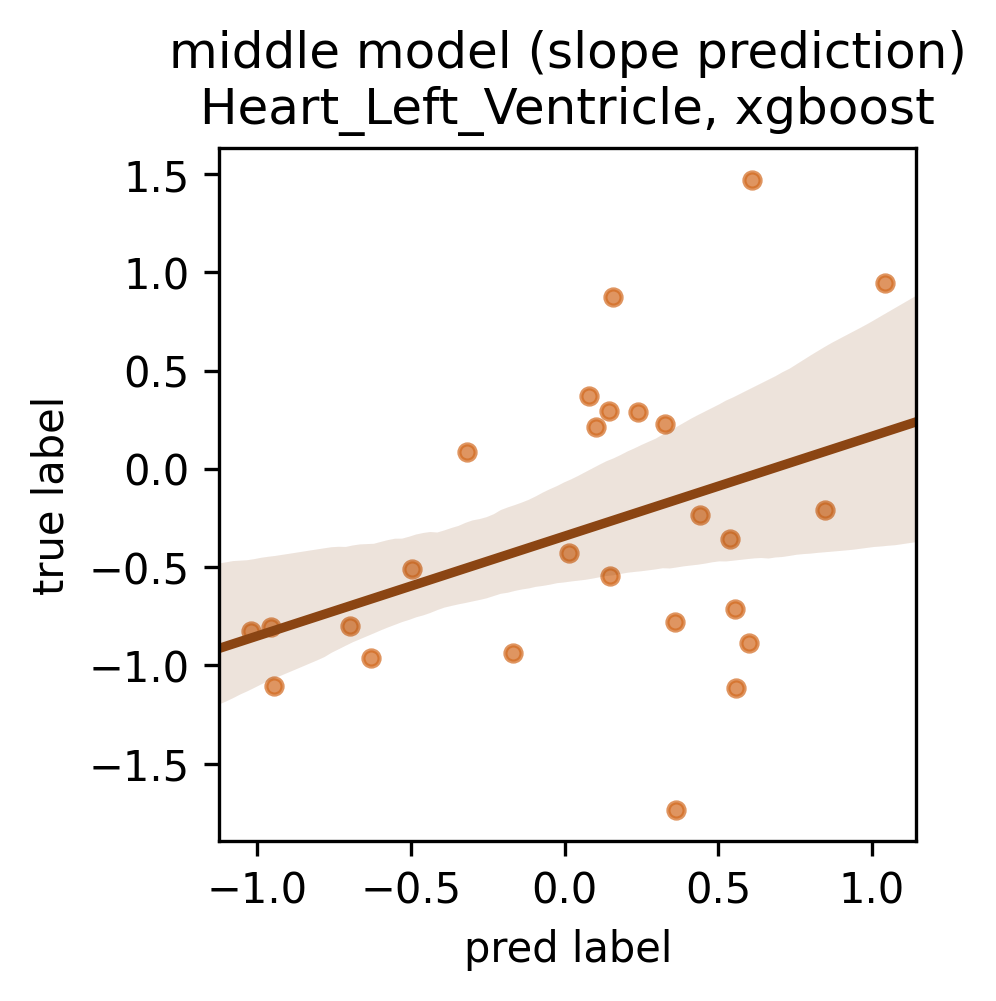 middle model (slope prediction)
Heart_Left_Ventricle, xgboost
1.5
1.0
0.5
0.0
−0.5
−1.0
−1.5
true label
−1.0 −0.5 0.0 0.5 1.0
pred label